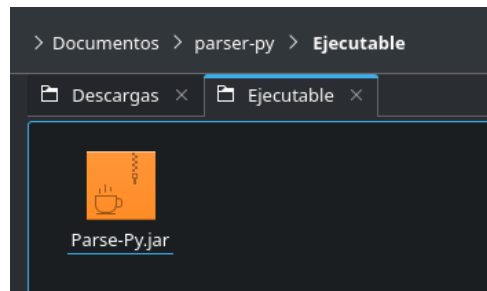 > Documentos > parser-py > Ejecutable
Descargas × Ejecutable ×
Parse-Py.jar